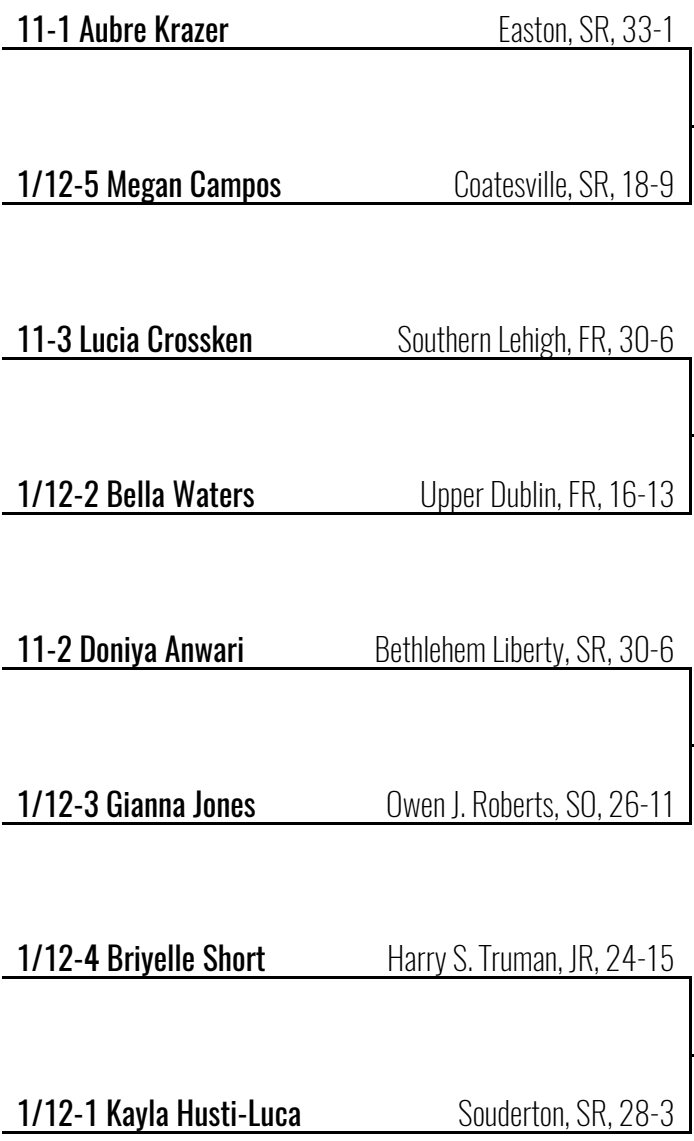 11-1 Aubre Krazer Easton, SR, 33-1
1/12-5 Megan Campos Coatesville, SR, 18-9
11-3 Lucia Crossken Southern Lehigh, FR, 30-6
1/12-2 Bella Waters Upper Dublin, FR, 16-13
11-2 Doniya Anwari Bethlehem Liberty, SR, 30-6
1/12-3 Gianna Jones Owen J. Roberts, SO, 26-11
1/12-4 Briyelle Short Harry S. Truman, JR, 24-15
1/12-1 Kayla Husti-Luca Souderton, SR, 28-3